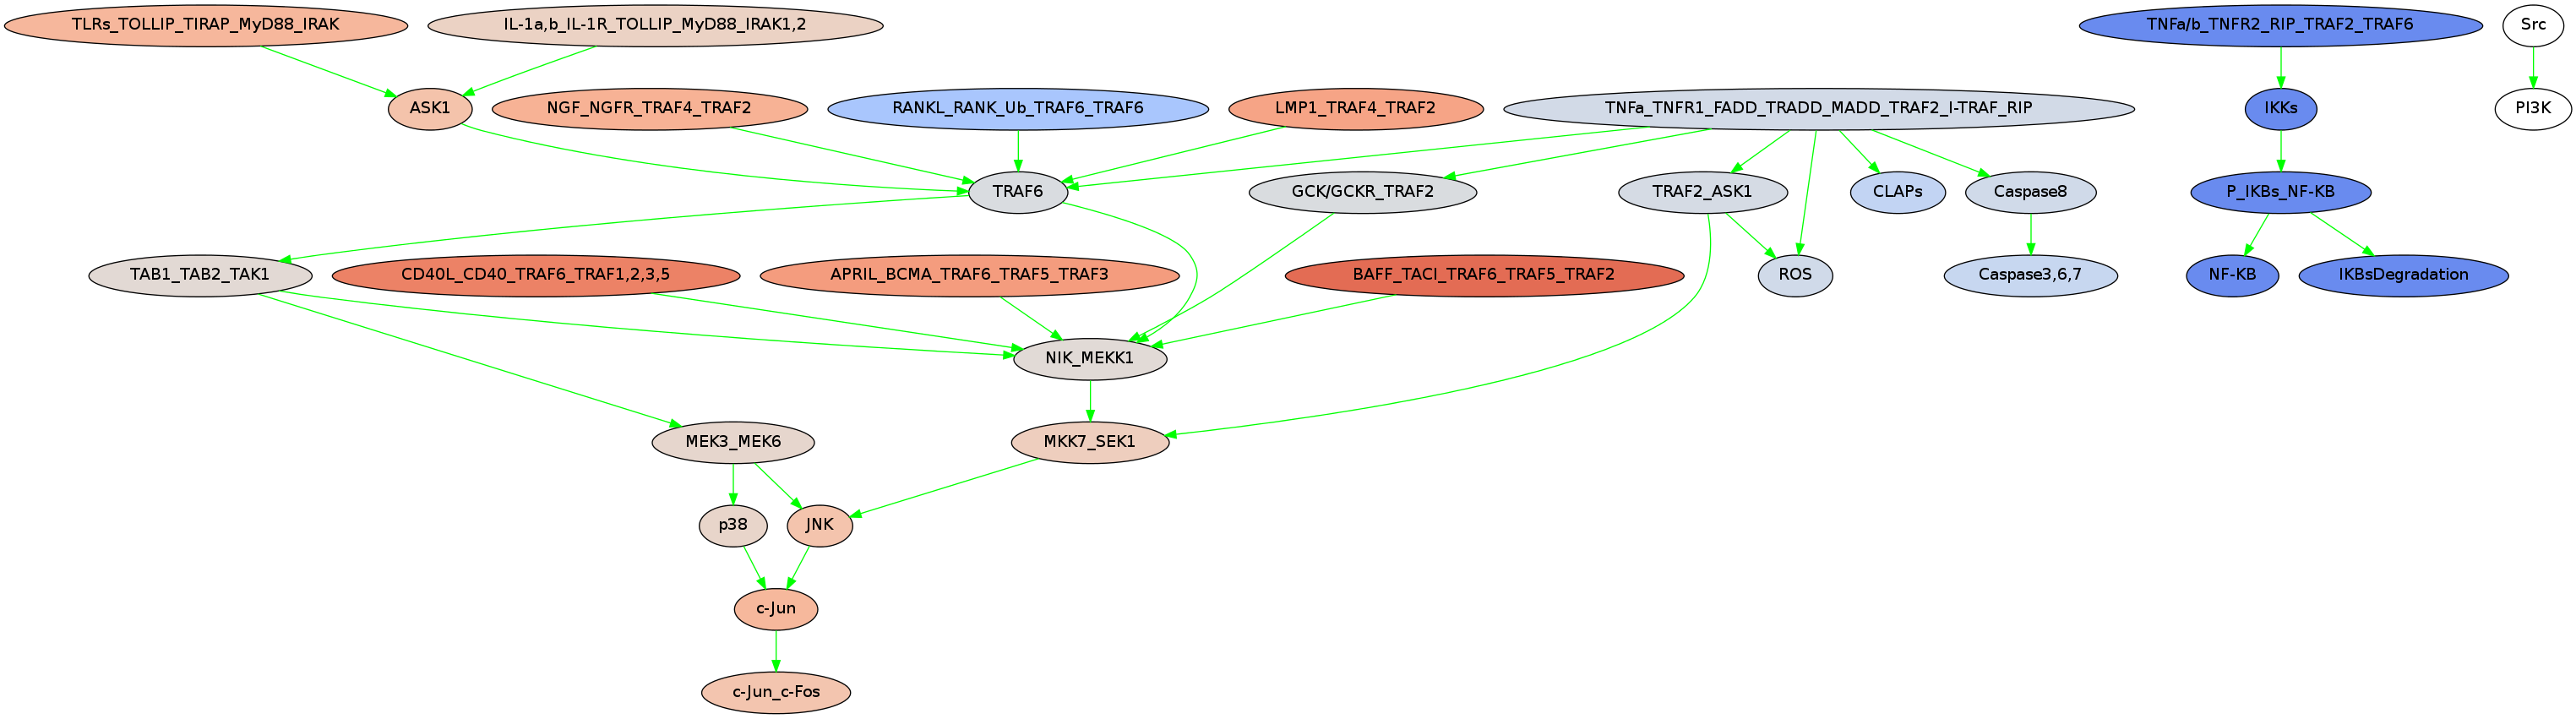 TLRs_TOLLIP_TIRAP_MyD88_IRAK
IL-1a,b_IL-1R_TOLLIP_MyD88_IRAK1,2
TNFa/b_TNFR2_RIP_TRAF2_TRAF6
Src
ASK1
NGF_NGFR_TRAF4_TRAF2
RANKL_RANK_Ub_TRAF6_TRAF6
LMP1_TRAF4_TRAF2
TNFa_TNFR1_FADD_TRADD_MADD_TRAF2_I-TRAF_RIP
IKKs
PI3K
TRAF6
GCK/GCKR_TRAF2
TRAF2_ASK1
CLAPs
Caspase8
P_IKBs_NF-KB
TAB1_TAB2_TAK1
CD40L_CD40_TRAF6_TRAF1,2,3,5
APRIL_BCMA_TRAF6_TRAF5_TRAF3
BAFF_TACI_TRAF6_TRAF5_TRAF2
ROS
Caspase3,6,7
NF-KB
IKBsDegradation
NIK_MEKK1
MEK3_MEK6
MKK7_SEK1
p38
JNK
c-Jun
c-Jun_c-Fos